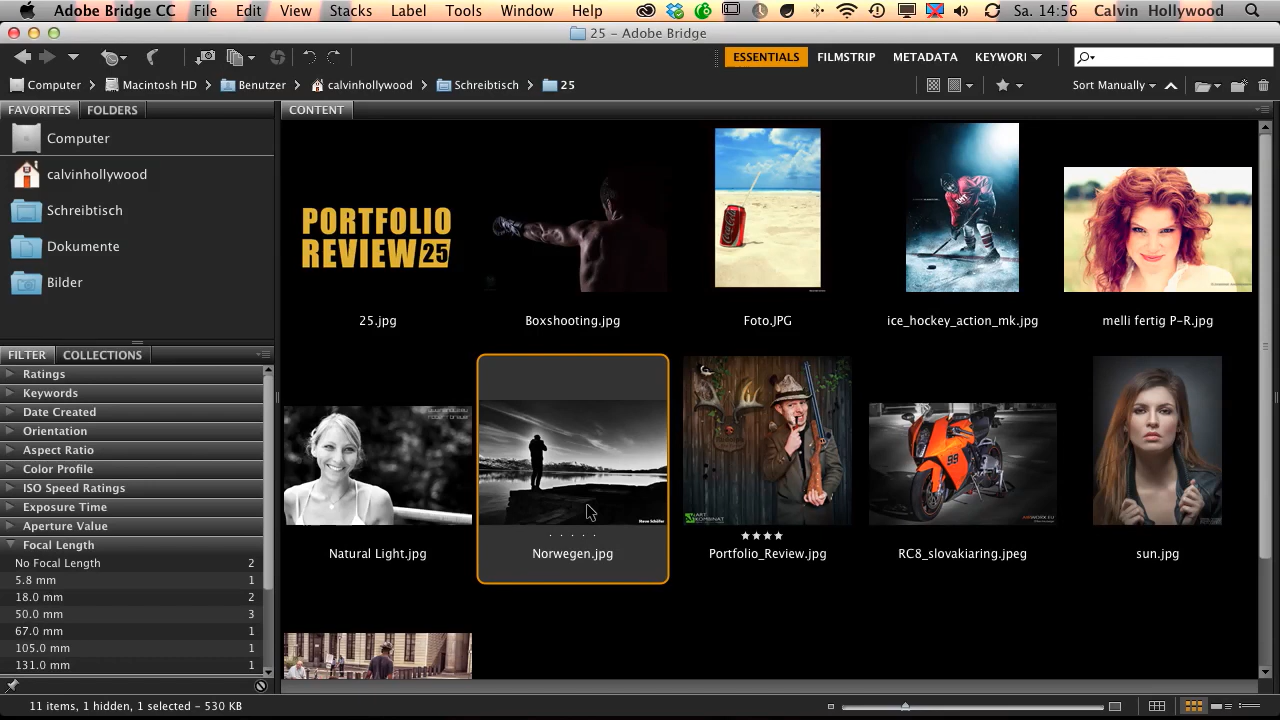 Adobe Bridge CC File Edit View Stacks Label Tools Window Help Sa. 14:56 Calvin Hollywood
25 - Adobe Bridge
ESSENTIALS FILMSTRIP METADATA KEYWORI
Computer Macintosh HD Benutzer calvinhollywood Schreibtisch 25 Sort Manually
FAVORITES FOLDERS CONTENT
Computer
calvinhollywood
Schreibtisch
Dokumente
Bilder
FILTER COLLECTIONS
Ratings
Keywords
Date Created
Orientation
Aspect Ratio
Color Profile
ISO Speed Ratings
Exposure Time
Aperture Value
Focal Length
No Focal Length 2
5.8 mm 1
18.0 mm 2
50.0 mm 3
67.0 mm 1
105.0 mm 1
131.0 mm 1
PORTFOLIO
REVIEW 25
Coca-Cola
25.jpg Boxshooting.jpg Foto.JPG ice_hockey_action_mk.jpg melli fertig P-R.jpg
Steve Schäfer
ARTKOMBINAT
99
Natural Light.jpg Norwegen.jpg Portfolio_Review.jpg RC8_slovakiaring.jpeg sun.jpg
11 items, 1 hidden, 1 selected - 530 KB